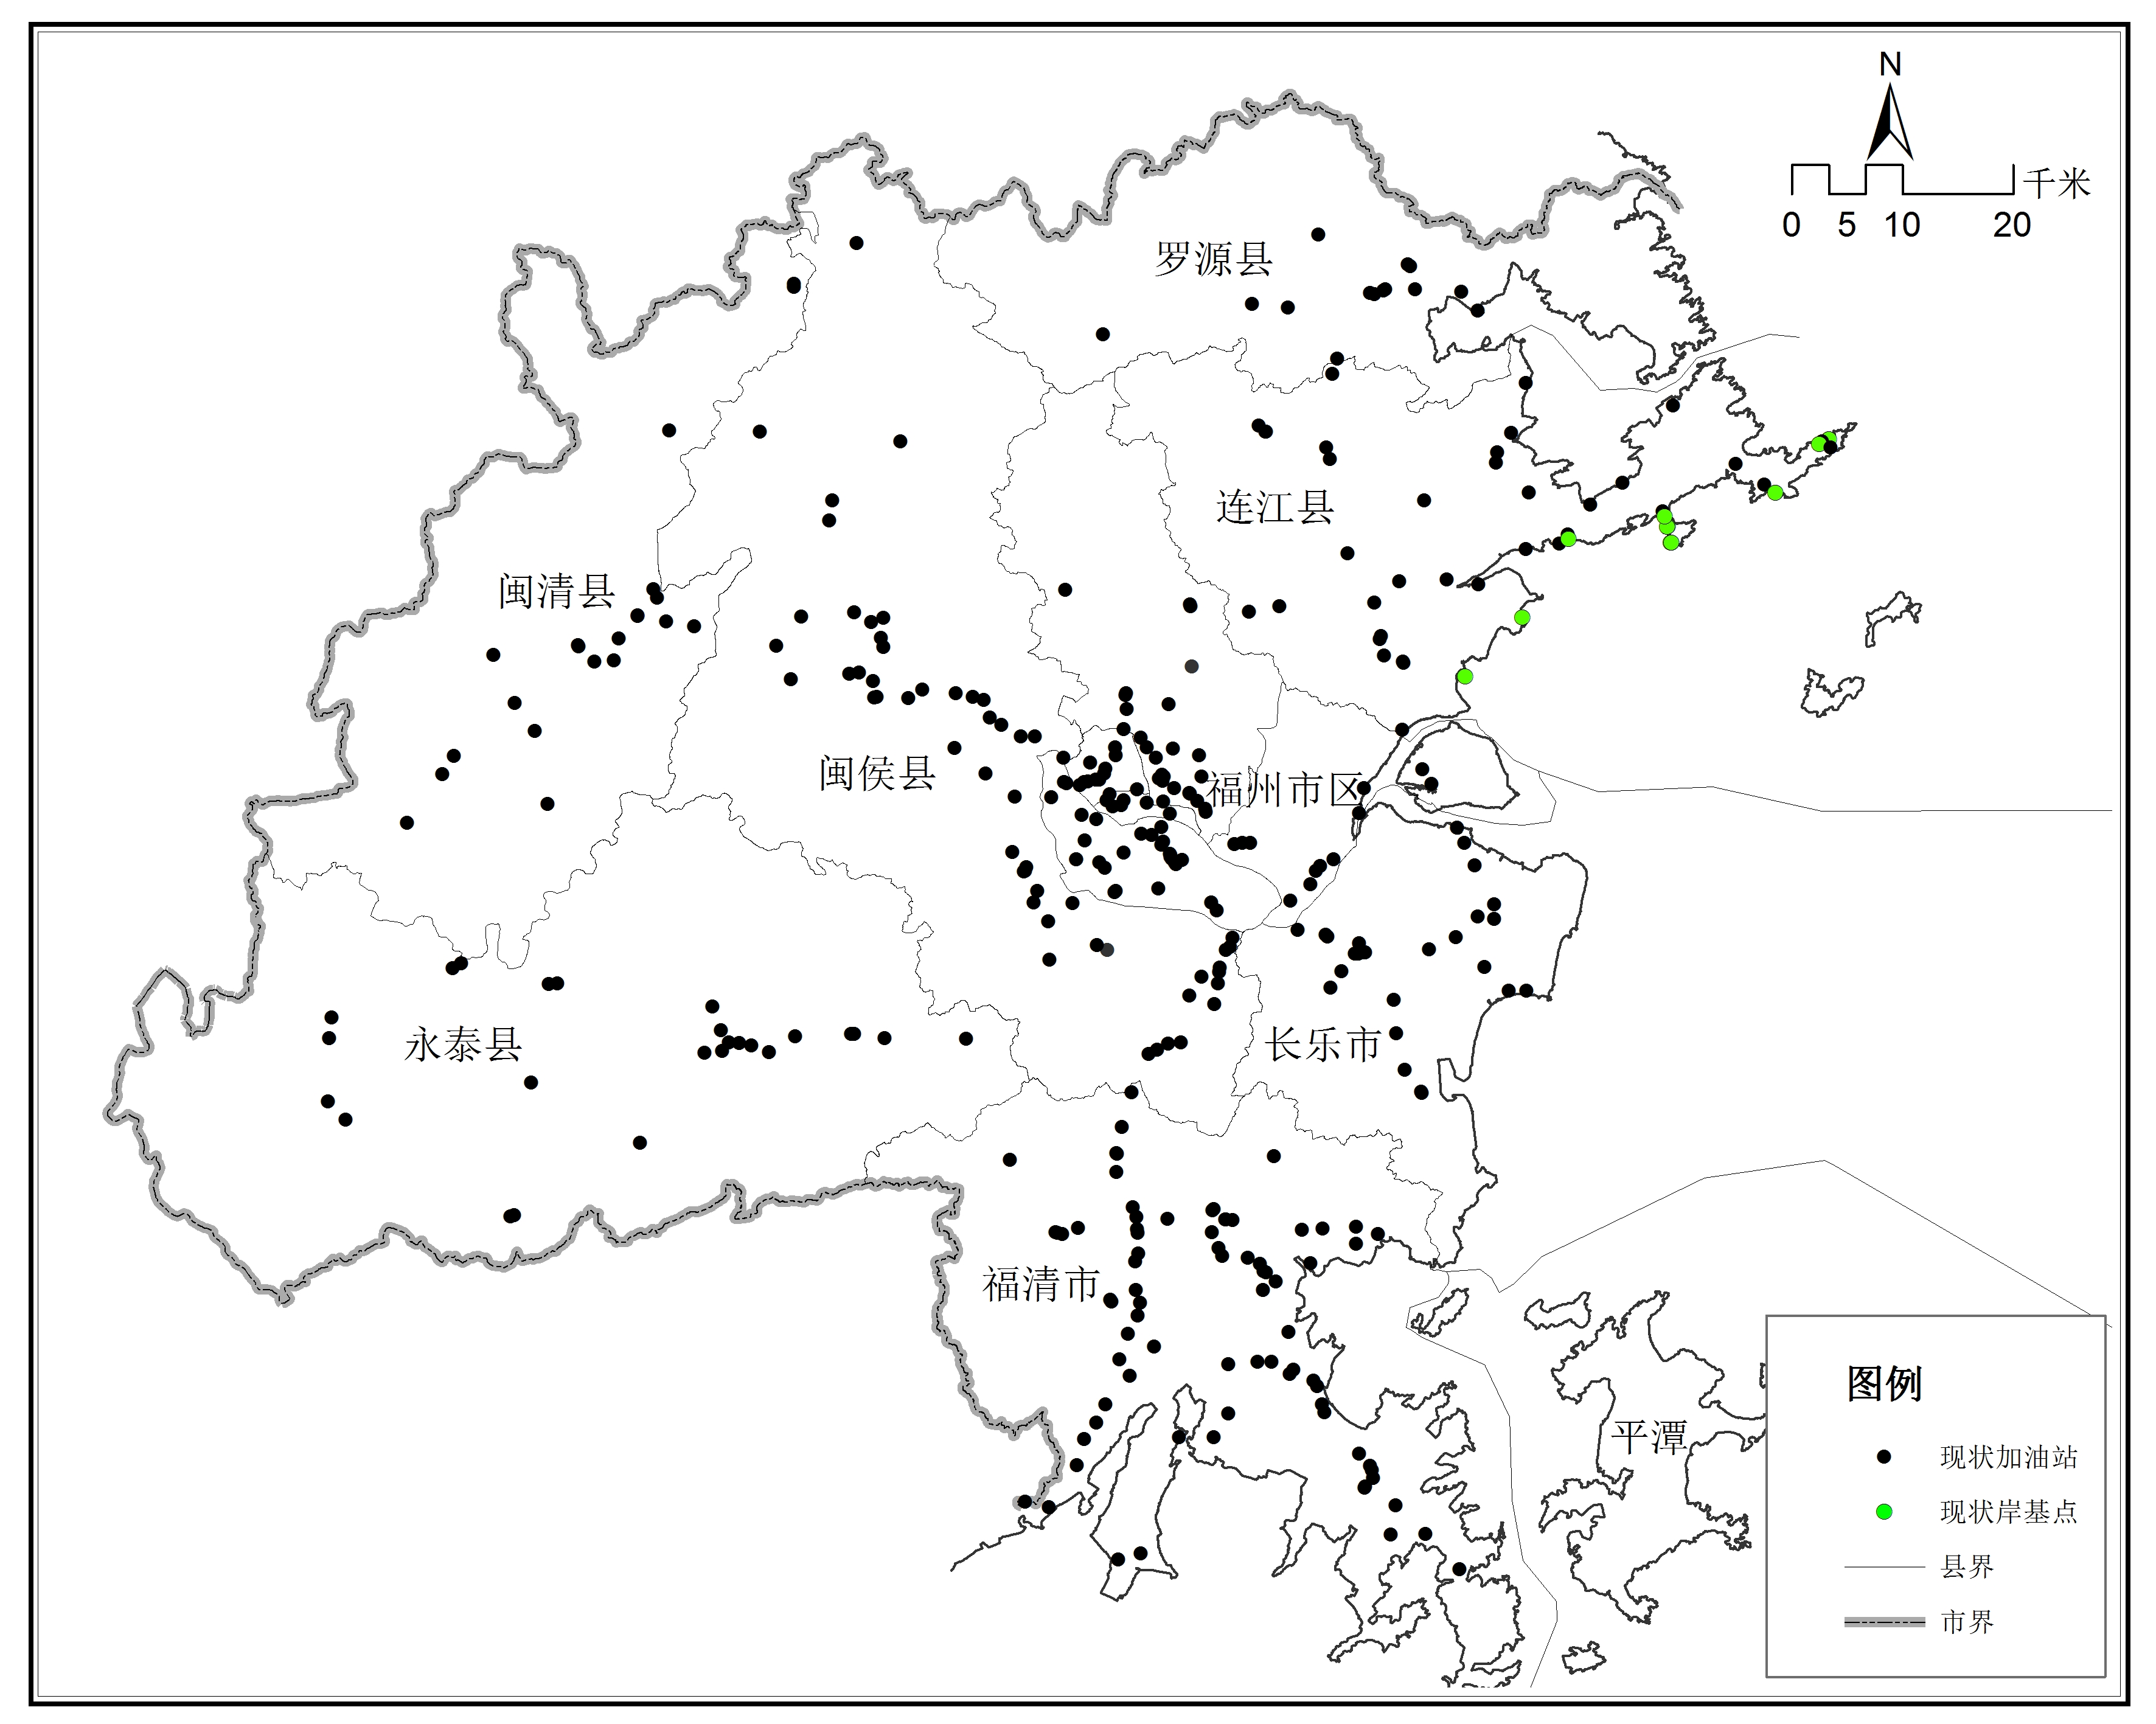 N
千米
0 5 10 20
罗源县
连江县
闽清县
闽侯县
福州市区
永泰县
长乐市
福清市
平潭
图例
现状加油站
现状岸基点
县界
市界